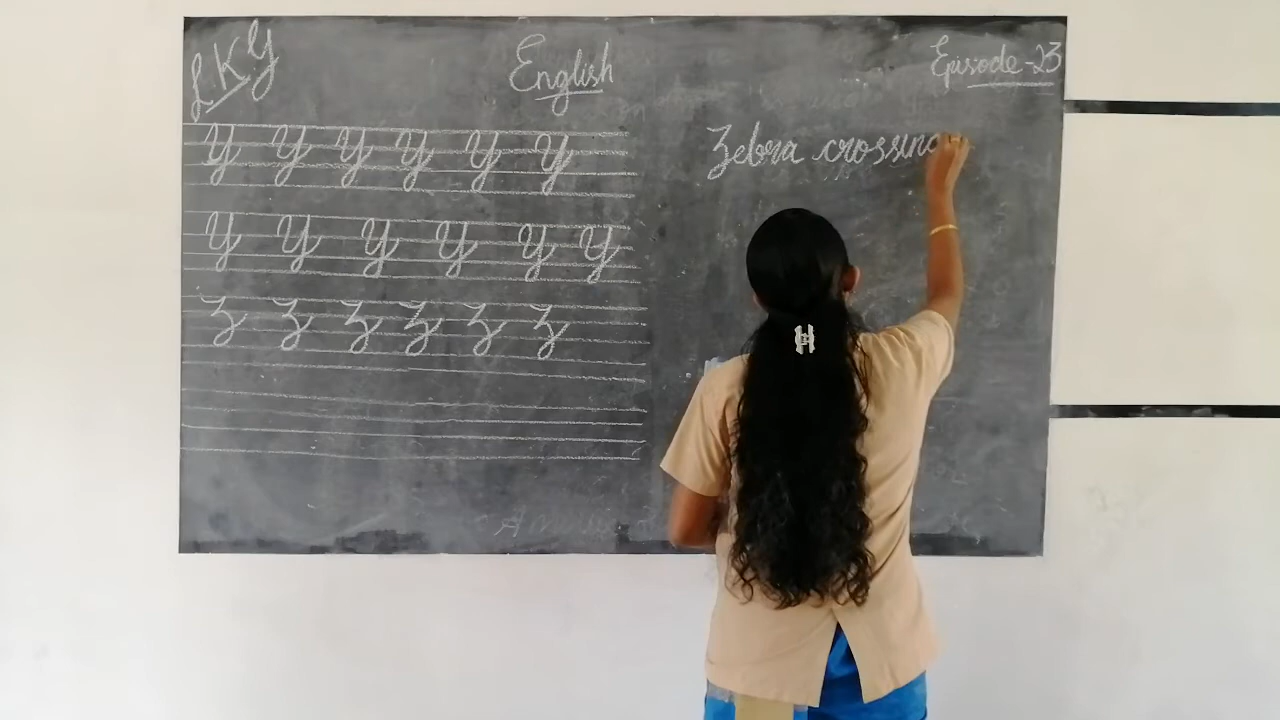 LKG
English
Episode-23
y y y y y y
y y y y y y
z z z z z z
Zebra crossing